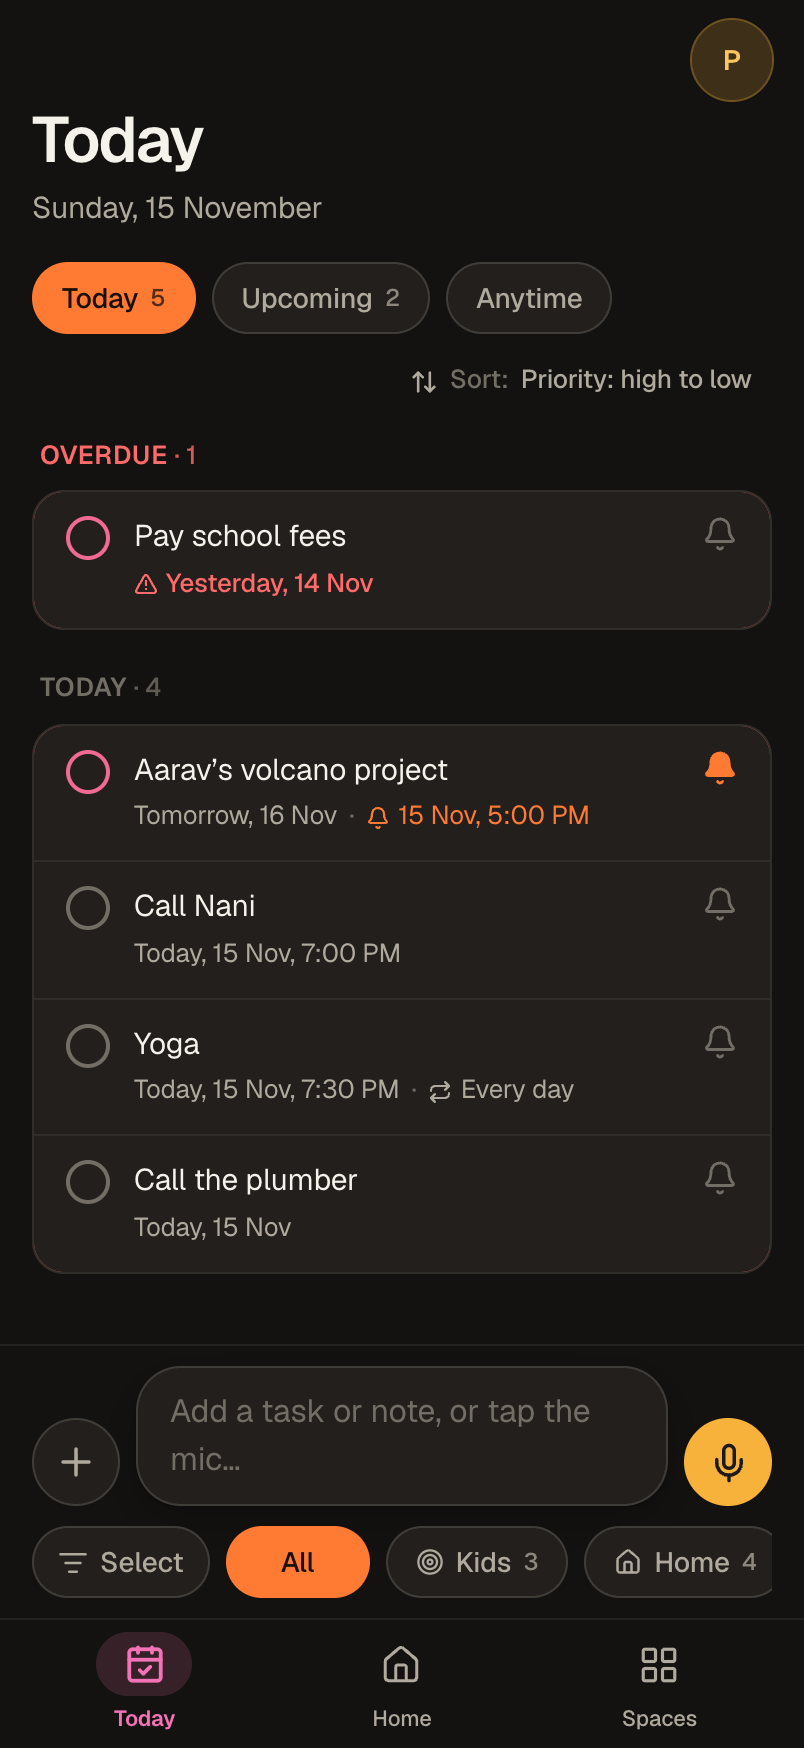 P
Today
Sunday, 15 November
Today 5
Upcoming 2
Anytime
Sort: Priority: high to low
OVERDUE · 1
Pay school fees
Yesterday, 14 Nov
TODAY · 4
Aarav’s volcano project
Tomorrow, 16 Nov · 15 Nov, 5:00 PM
Call Nani
Today, 15 Nov, 7:00 PM
Yoga
Today, 15 Nov, 7:30 PM · Every day
Call the plumber
Today, 15 Nov
Add a task or note, or tap the
mic...
Select
All
Kids 3
Home 4
Today
Home
Spaces